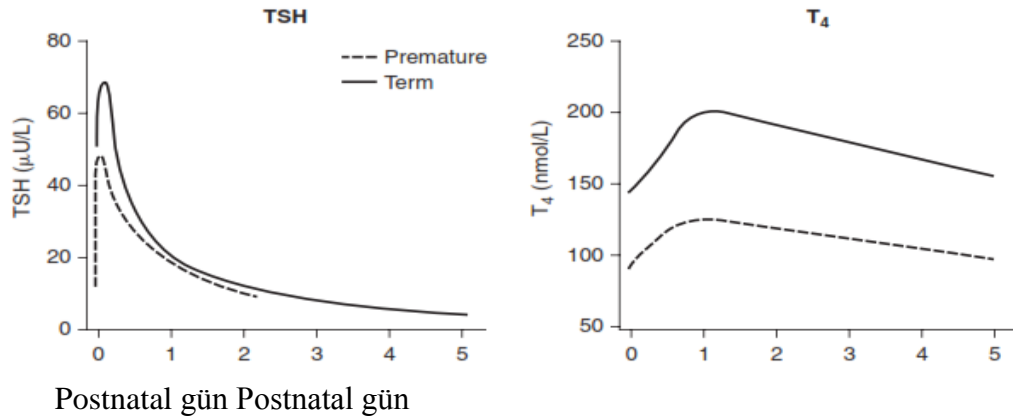 TSH
80
60
40
20
0
TSH (μU/L)
Premature
Term
0 1 2 3 4 5
T4
250
200
150
100
50
T4 (nmol/L)
0 1 2 3 4 5
Postnatal gün Postnatal gün